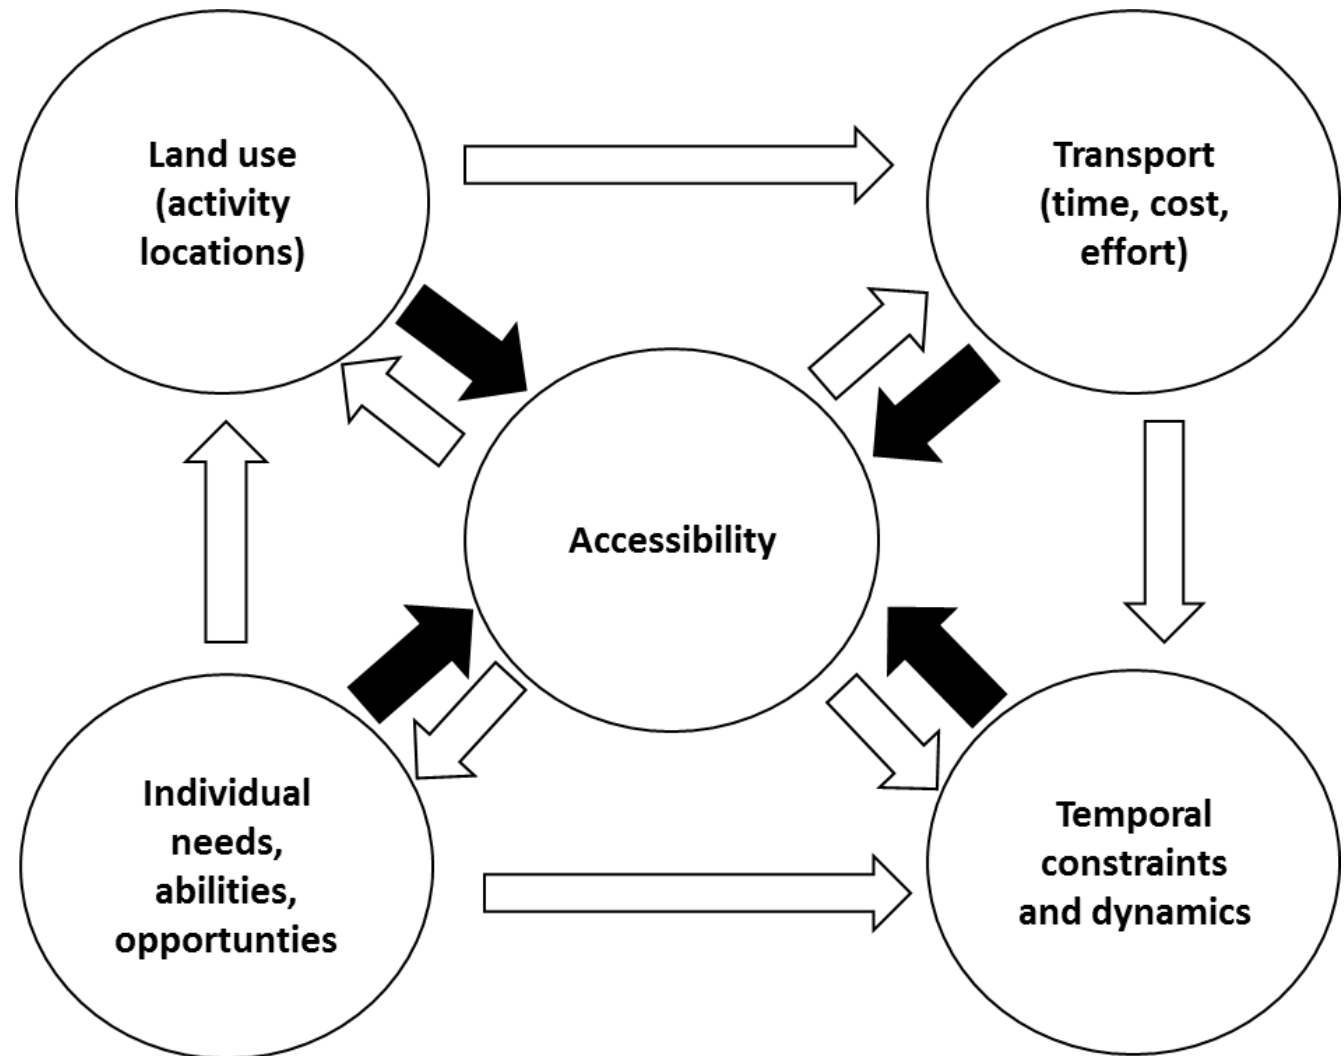 Land use
(activity
locations)
Transport
(time, cost,
effort)
Accessibility
Individual
needs,
abilities,
opportunties
Temporal
constraints
and dynamics